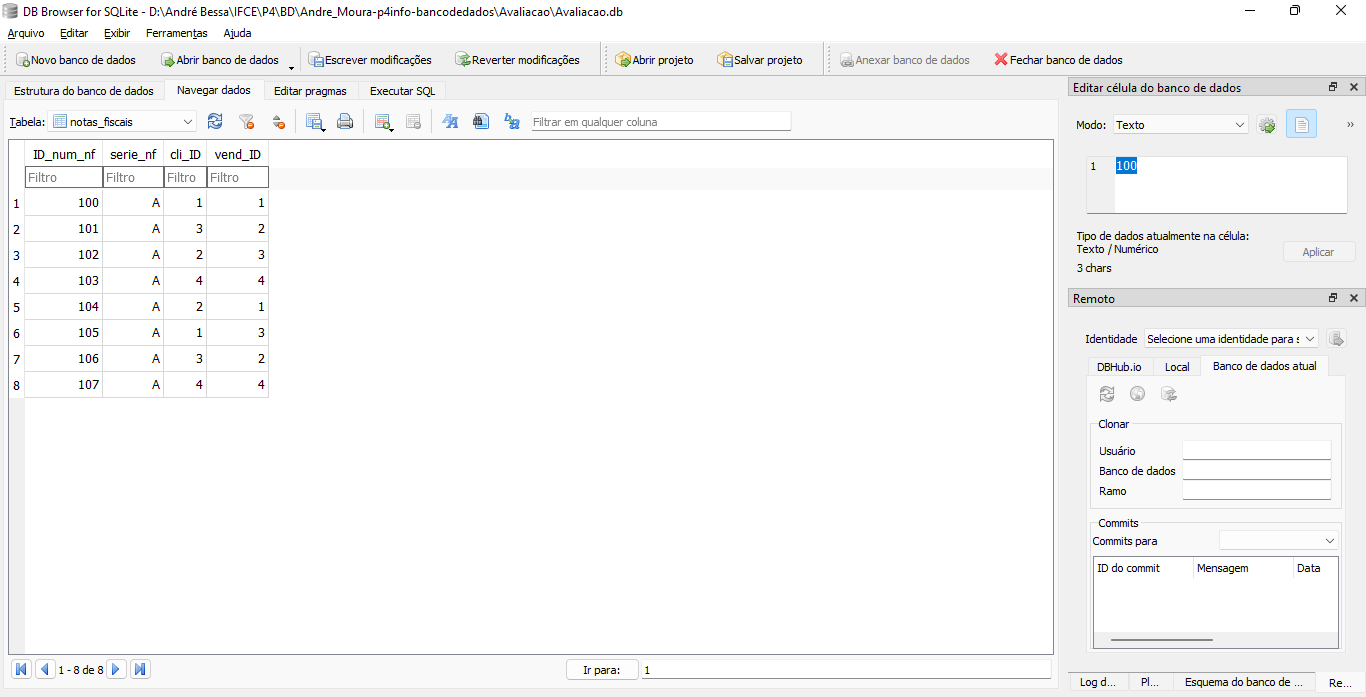 DB Browser for SQLite - D:\André Bessa\IFCE\P4\BD\Andre_Moura-p4info-bancodedados\Avaliacao\Avaliacao.db
Arquivo Editar Exibir Ferramentas Ajuda
Novo banco de dados Abrir banco de dados Escrever modificações Reverter modificações Abrir projeto Salvar projeto Anexar banco de dados Fechar banco de dados
Estrutura do banco de dados Navegar dados Editar pragmas Executar SQL
Tabela: notas_fiscais Filtrar em qualquer coluna
ID_num_nf serie_nf cli_ID vend_ID
Filtro Filtro Filtro Filtro
1 100 A 1 1
2 101 A 3 2
3 102 A 2 3
4 103 A 4 4
5 104 A 2 1
6 105 A 1 3
7 106 A 3 2
8 107 A 4 4
1 - 8 de 8 Ir para: 1
Editar célula do banco de dados
Modo: Texto
1 100
Tipo de dados atualmente na célula:
Texto / Numérico
3 chars
Aplicar
Remoto
Identidade Selecione uma identidade para s
DBHub.io Local Banco de dados atual
Clonar
Usuário
Banco de dados
Ramo
Commits
Commits para
ID do commit Mensagem Data
Log d... Pl... Esquema do banco de ... Re...